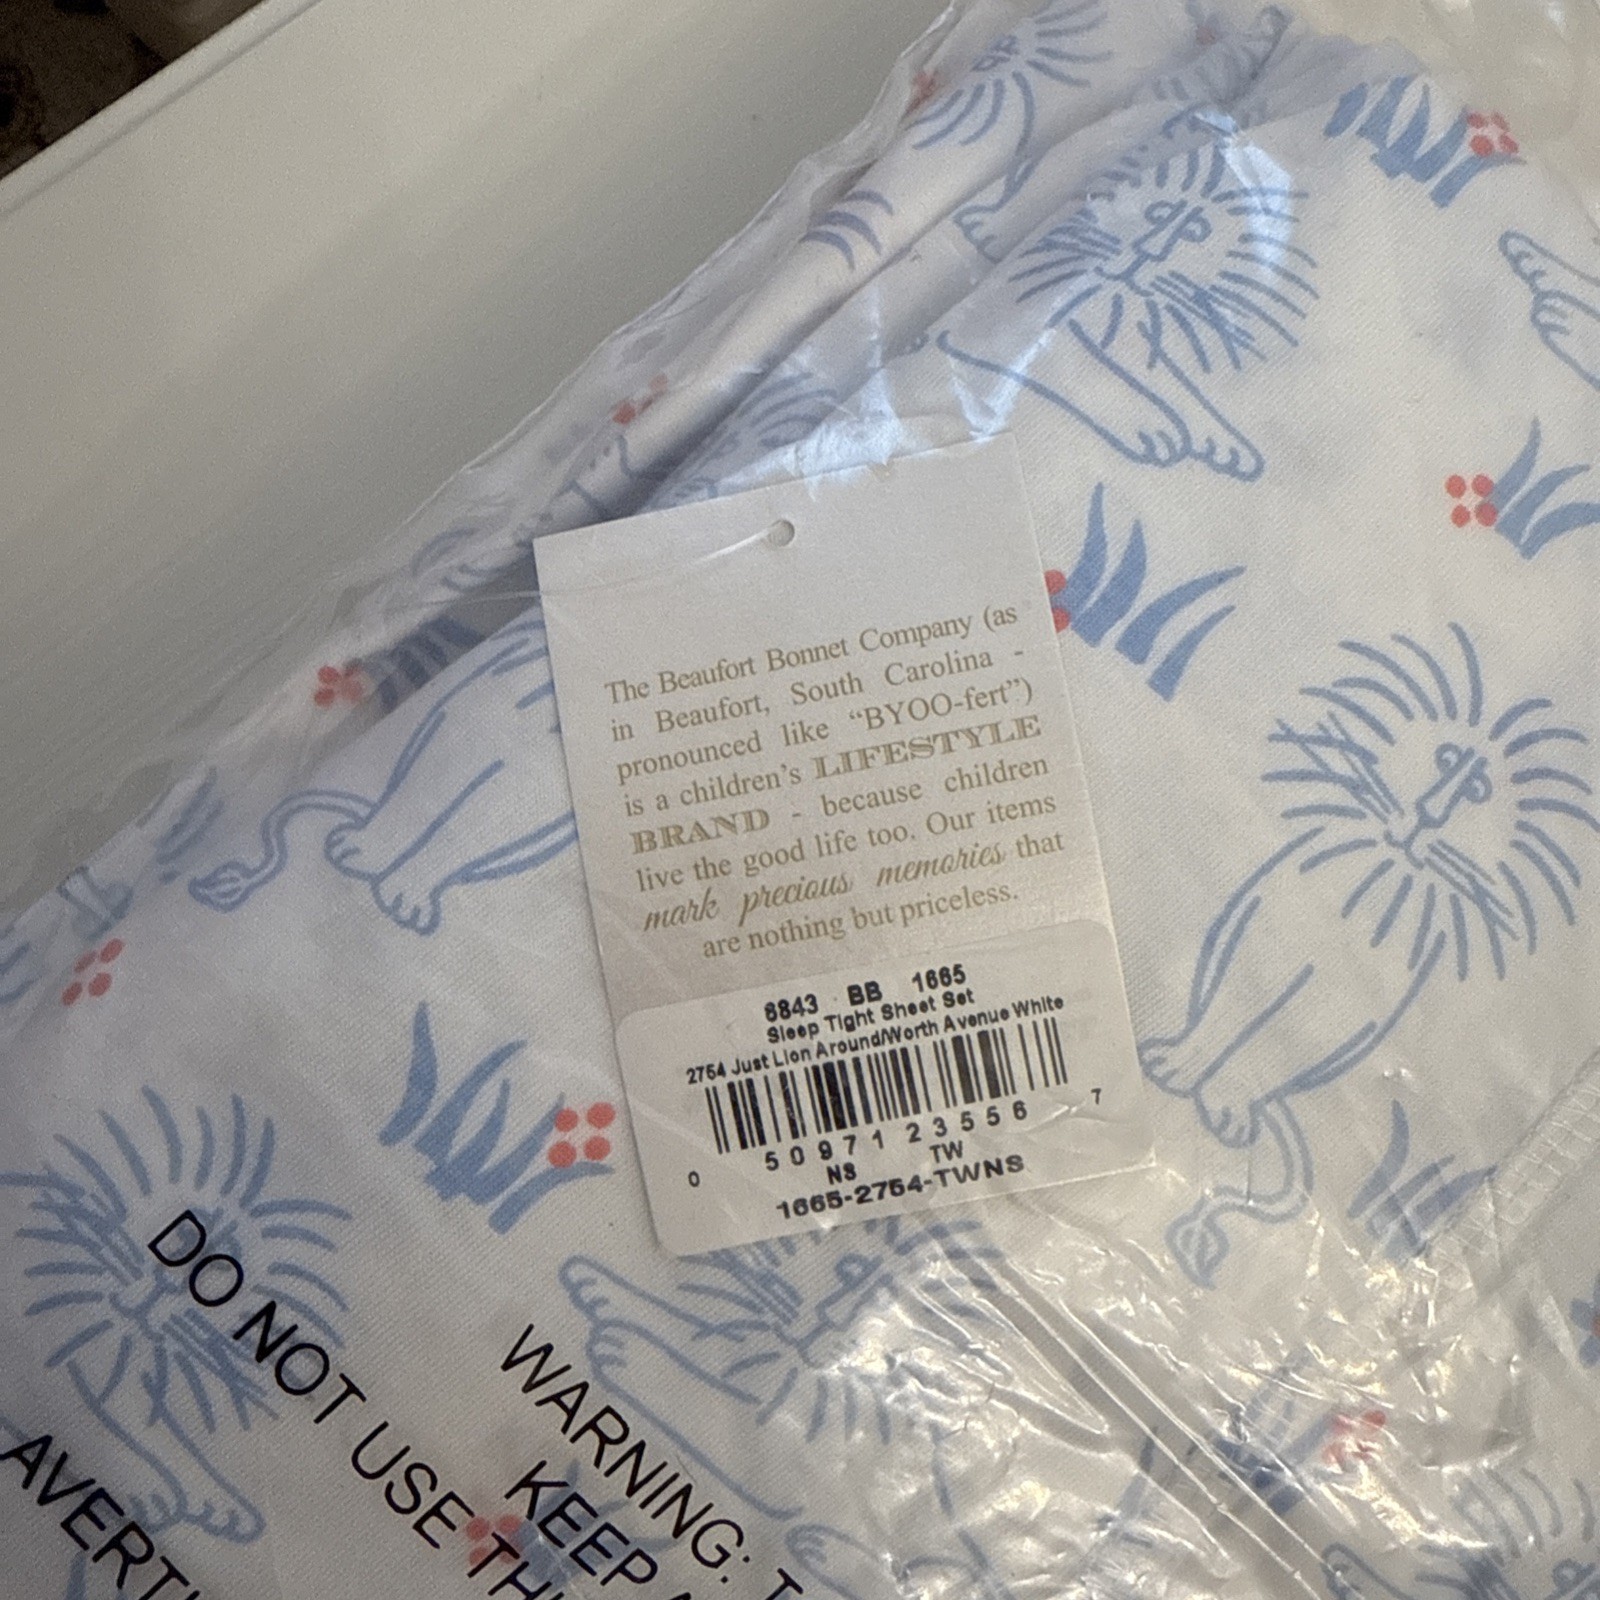 The Beaufort Bonnet Company (as
in Beaufort, South Carolina -
pronounced like “BYOO-fert”)
is a children’s LIFESTYLE
BRAND - because children
live the good life too. Our items
mark precious memories that
are nothing but priceless.
6843 BB 1665
Sleep Tight Sheet Set
2754 Just Lion Around/Worth Avenue White
0 50971 23556 7
NS TW
1665-2754-TWNS
WARNING:
KEEP
DO NOT USE